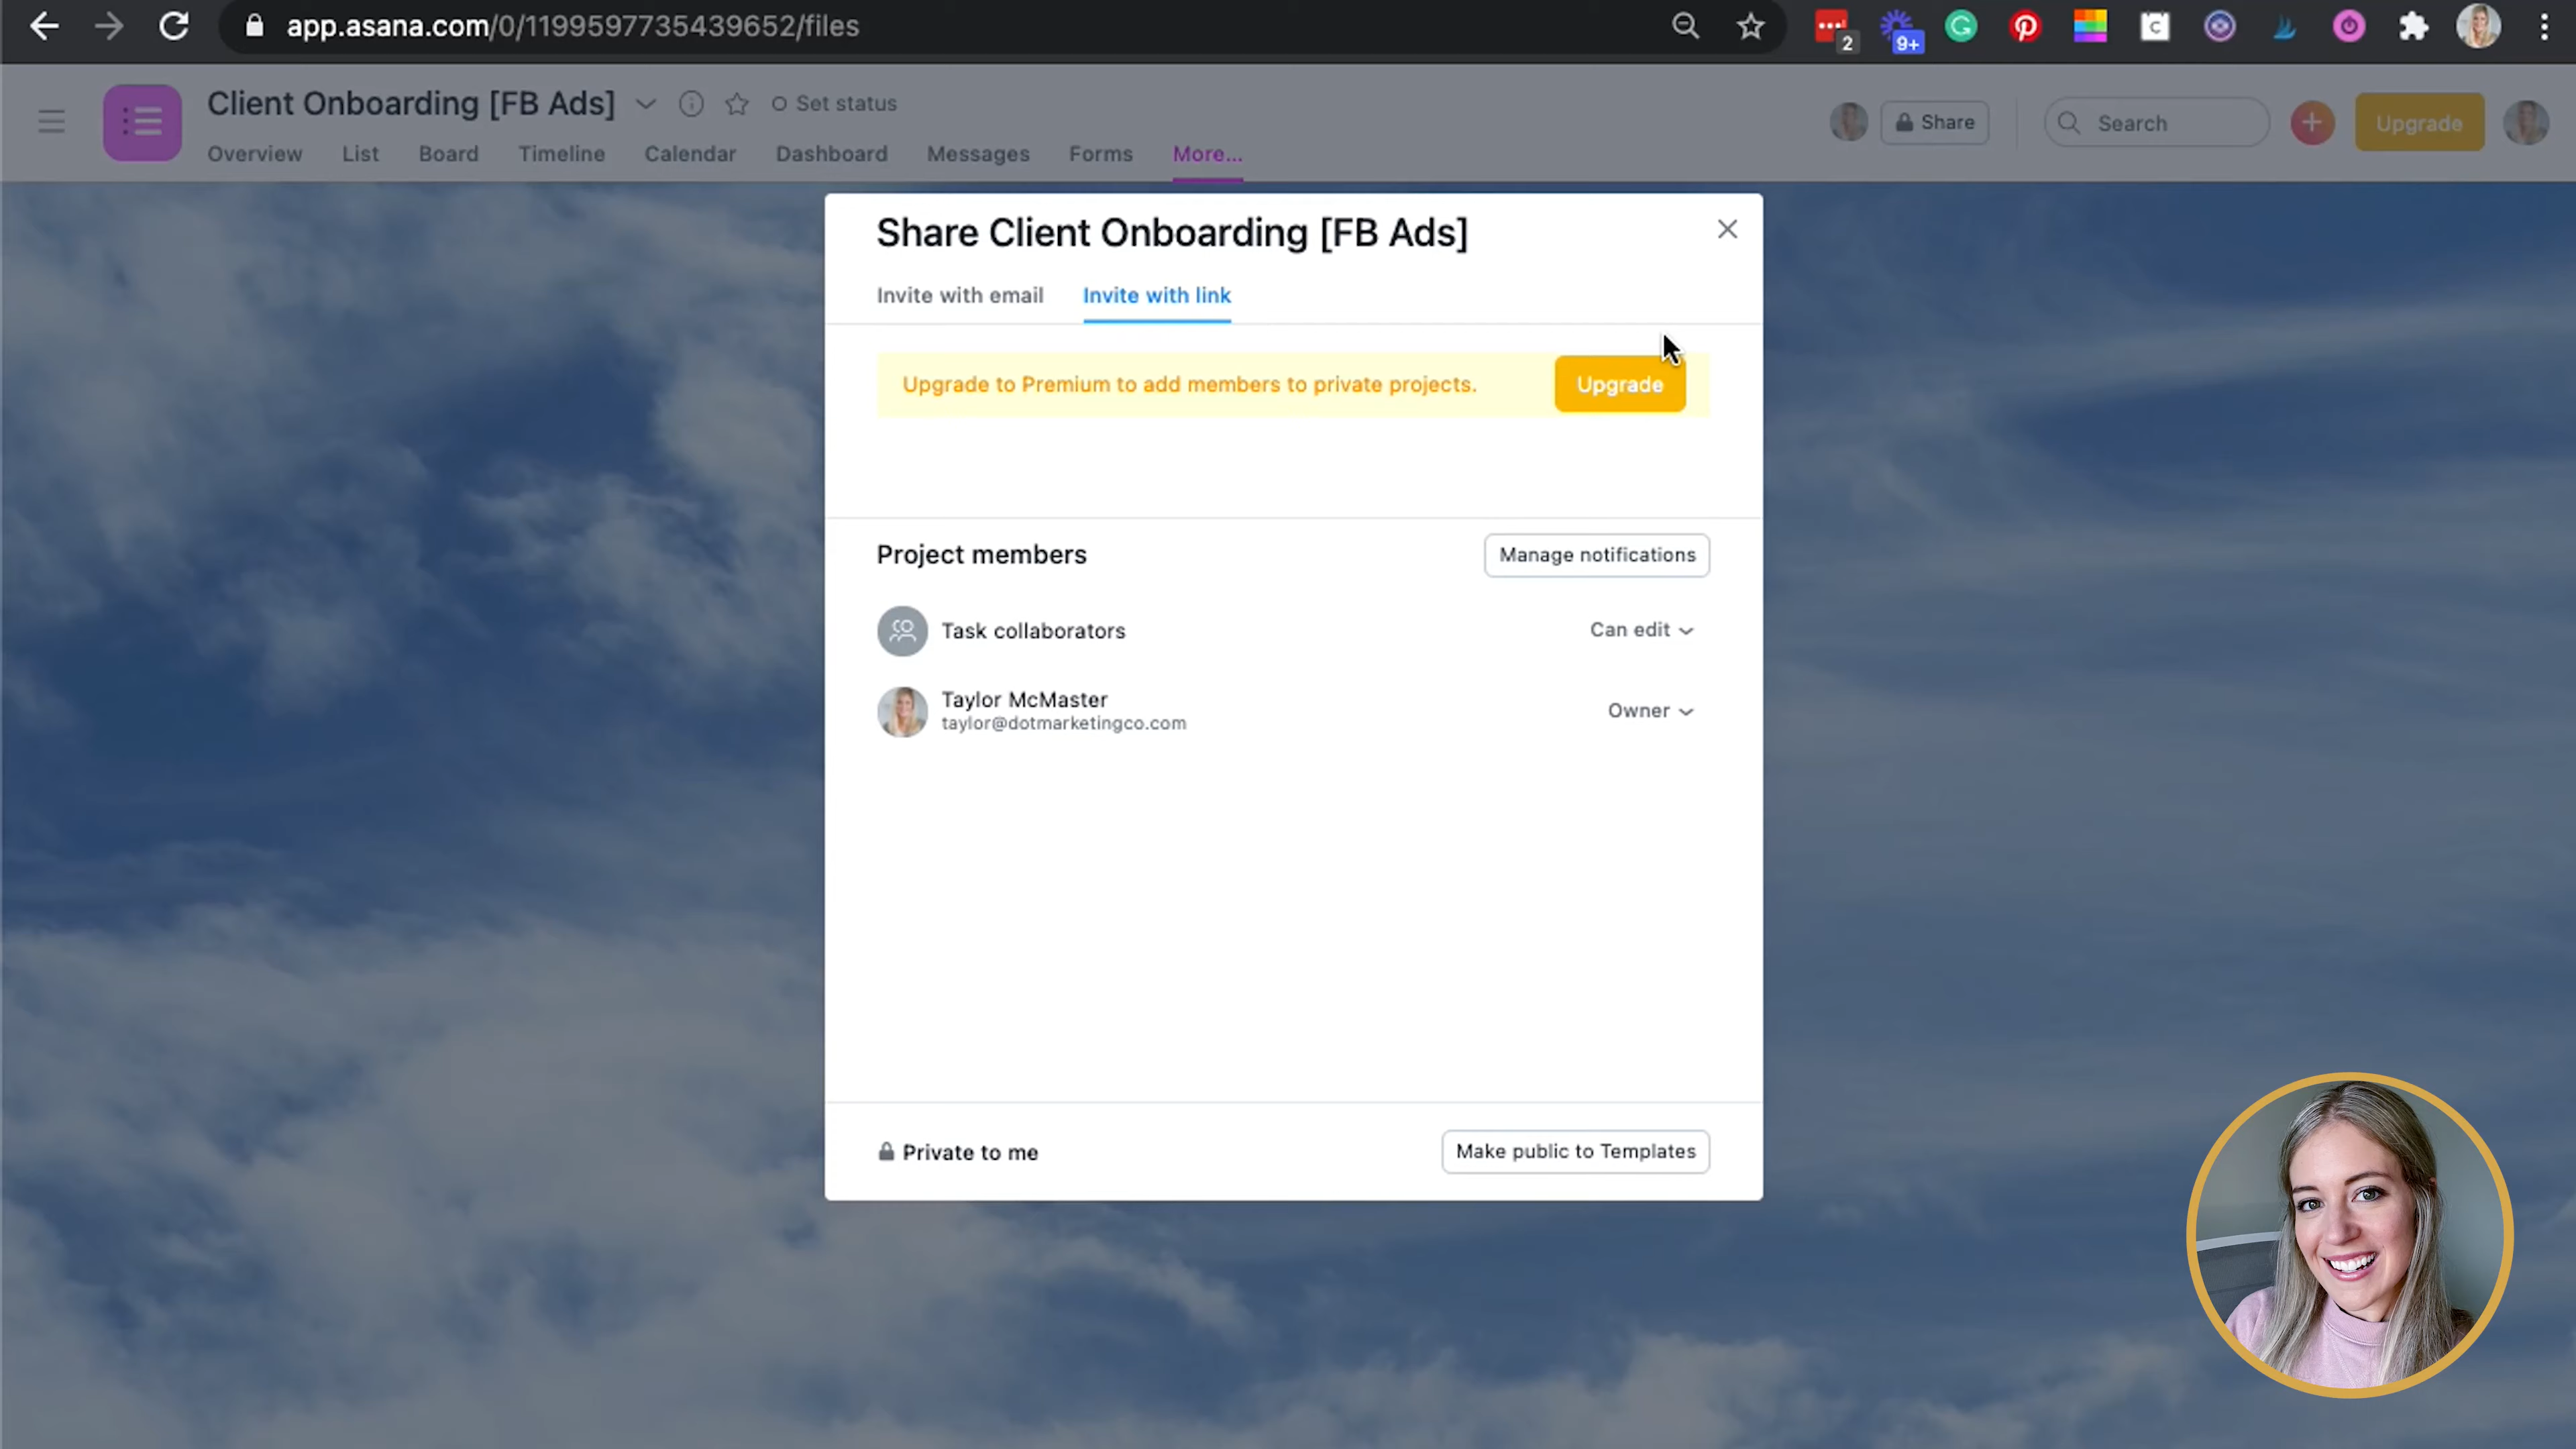 app.asana.com/0/1199597735439652/files
2
9+
Client Onboarding [FB Ads]
Set status
Share
Search
Upgrade
Overview
List
Board
Timeline
Calendar
Dashboard
Messages
Forms
More...
Share Client Onboarding [FB Ads]
Invite with email
Invite with link
Upgrade to Premium to add members to private projects.
Upgrade
Project members
Manage notifications
Task collaborators
Can edit
Taylor McMaster
taylor@dotmarketingco.com
Owner
Private to me
Make public to Templates